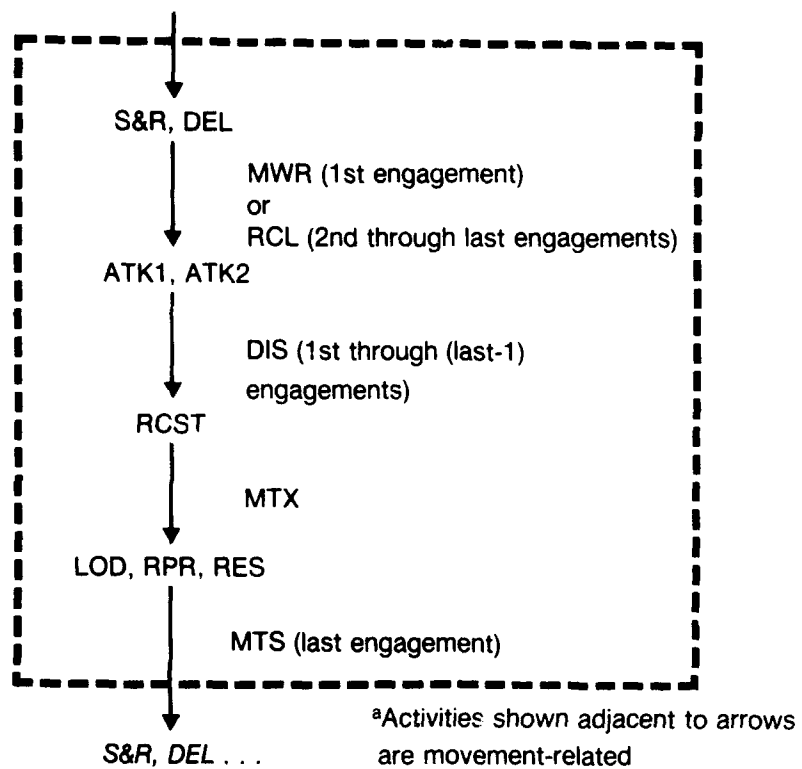 S&R, DEL
MWR (1st engagement)
or
RCL (2nd through last engagements)
ATK1, ATK2
DIS (1st through (last-1)
engagements)
RCST
MTX
LOD, RPR, RES
MTS (last engagement)
S&R, DEL . . .
ᵃActivities shown adjacent to arrows
are movement-related